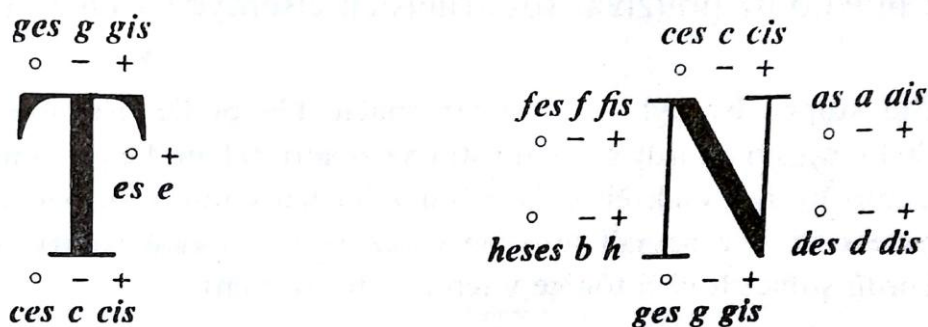 ges g gis
○ − +
T
○ +
es e
○ − +
ces c cis
ces c cis
○ − +
fes f fis
○ − +
as a ais
○ − +
N
○ − +
heses b h
○ − +
des d dis
○ − +
ges g gis